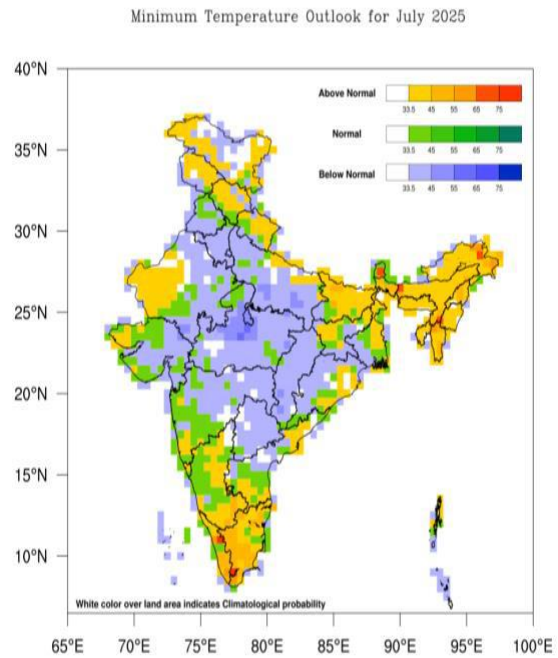 Minimum Temperature Outlook for July 2025
40°N
Above Normal
33.5 45 55 65 75
Normal
33.5 45 55 65 75
35°N
Below Normal
33.5 45 55 65 75
30°N
25°N
20°N
15°N
10°N
White color over land area indicates Climatological probability
65°E 70°E 75°E 80°E 85°E 90°E 95°E 100°E